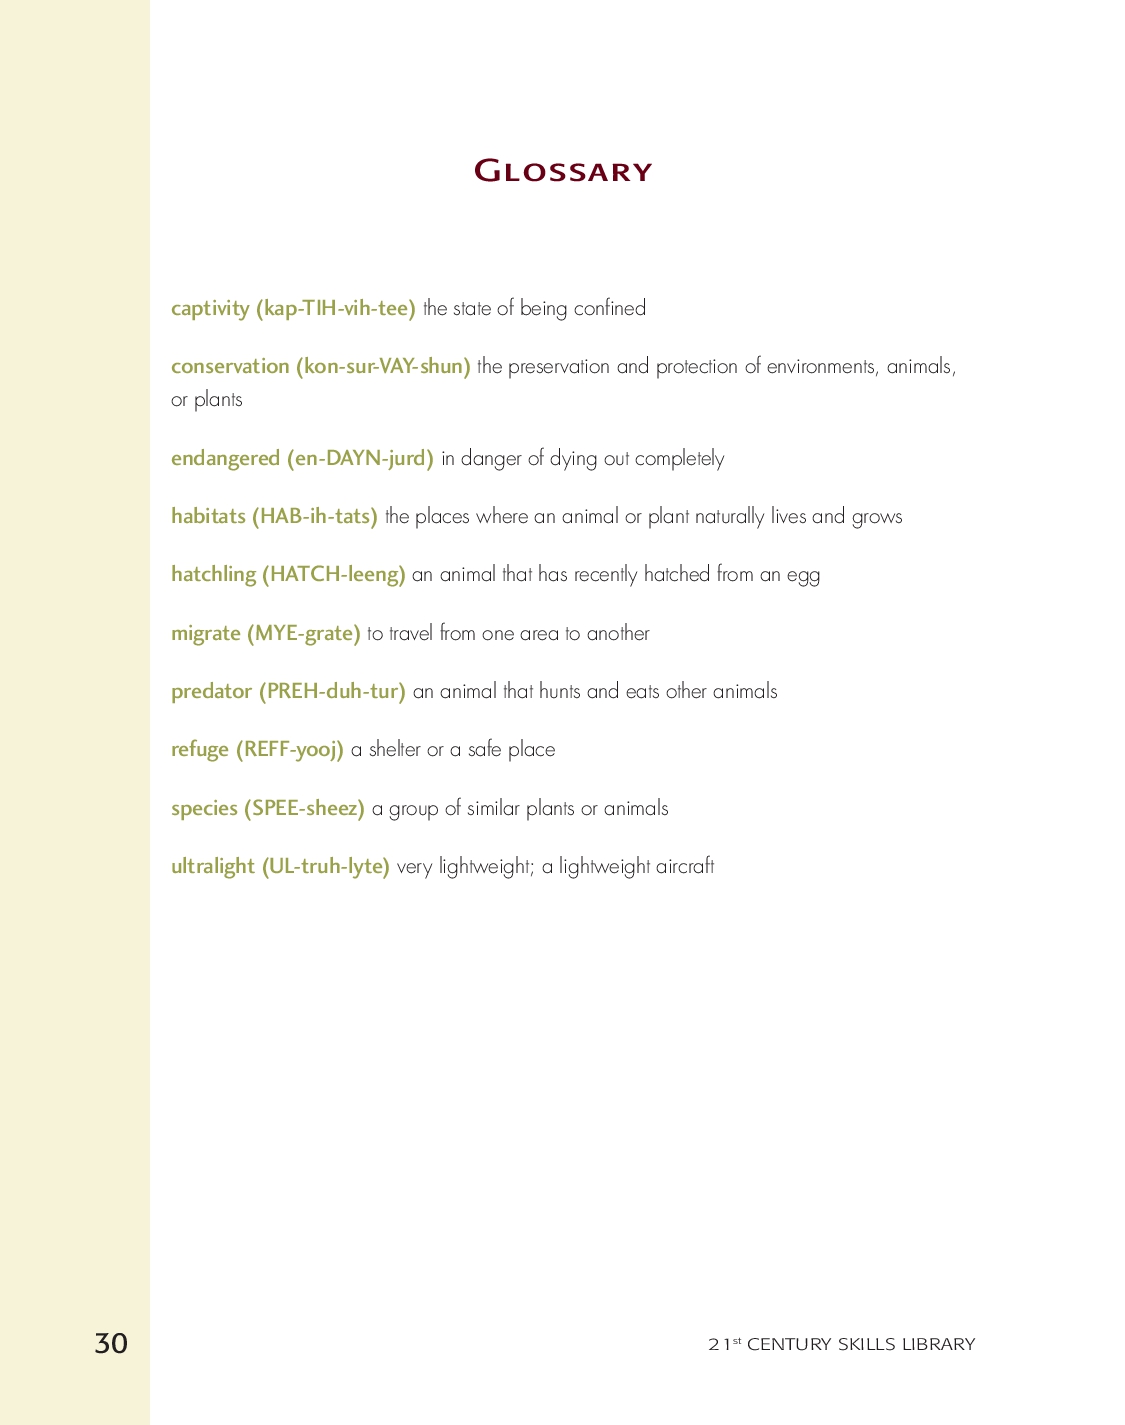 Glossary
captivity (kap-TIH-vih-tee) the state of being confined
conservation (kon-sur-VAY-shun) the preservation and protection of environments, animals,
or plants
endangered (en-DAYN-jurd) in danger of dying out completely
habitats (HAB-ih-tats) the places where an animal or plant naturally lives and grows
hatchling (HATCH-leeng) an animal that has recently hatched from an egg
migrate (MYE-grate) to travel from one area to another
predator (PREH-duh-tur) an animal that hunts and eats other animals
refuge (REFF-yooj) a shelter or a safe place
species (SPEE-sheez) a group of similar plants or animals
ultralight (UL-truh-lyte) very lightweight; a lightweight aircraft
30
21st CENTURY SKILLS LIBRARY